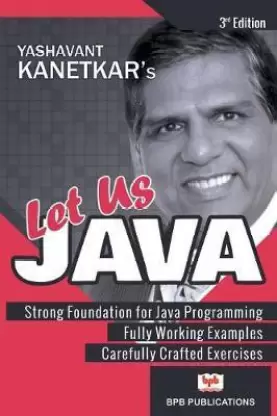 3rd Edition
YASHAVANT
KANETKAR's
Let Us
JAVA
Strong Foundation for Java Programming
Fully Working Examples
Carefully Crafted Exercises
bpb
BPB PUBLICATIONS